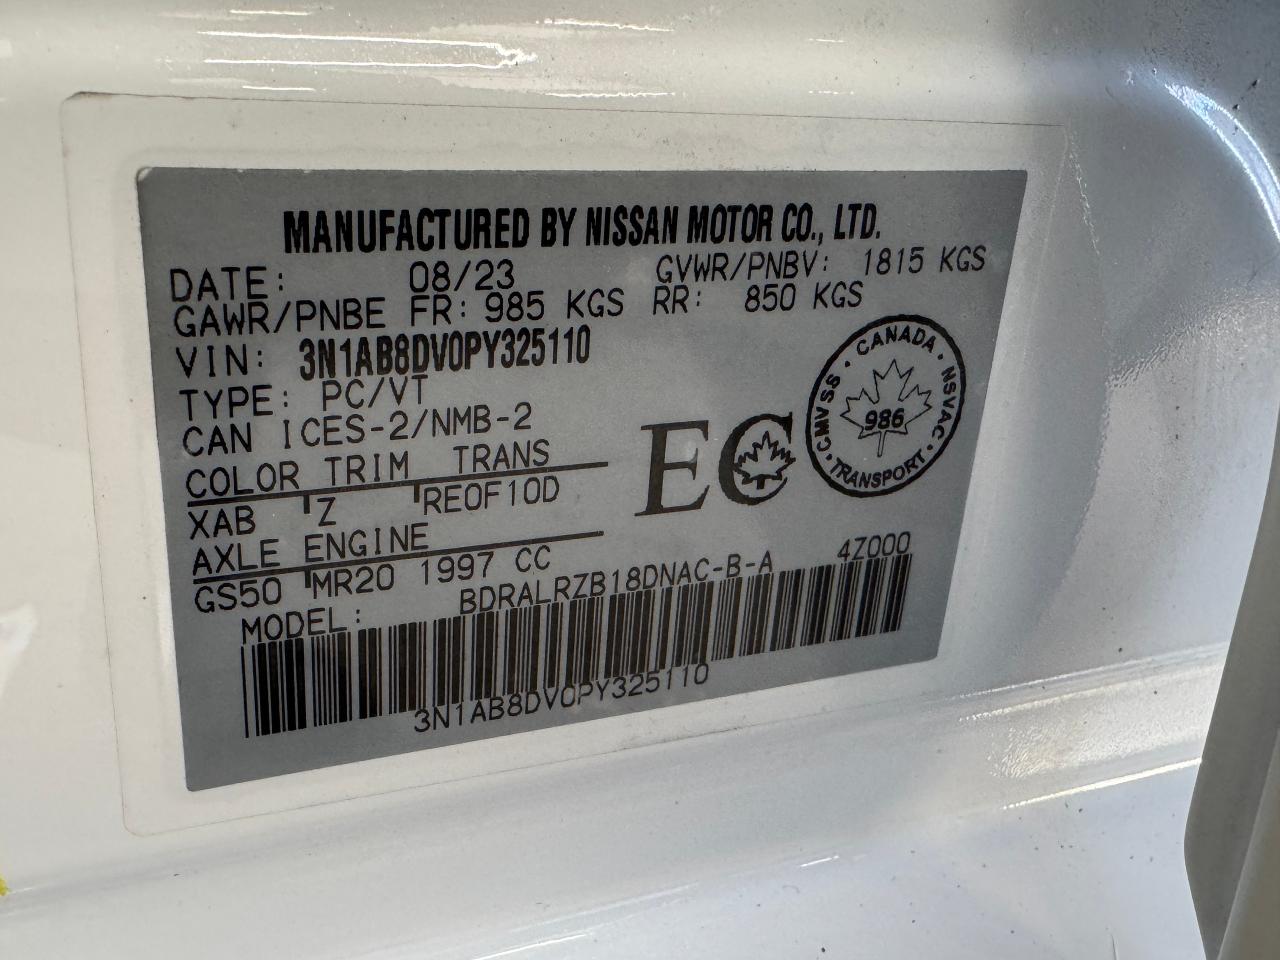 MANUFACTURED BY NISSAN MOTOR CO., LTD.
DATE: 08/23 GVWR/PNBV: 1815 KGS
GAWR/PNBE FR: 985 KGS RR: 850 KGS
VIN: 3N1AB8DV0PY325110
TYPE: PC/VT
CAN ICES-2/NMB-2
COLOR TRIM TRANS
XAB Z RE0F10D
AXLE ENGINE
GS50 MR20 1997 CC
MODEL: BDRALRZB18DNAC-B-A 4Z000
3N1AB8DV0PY325110
EC
CANADA · NSVAC · TRANSPORT · CMVSS ·
986